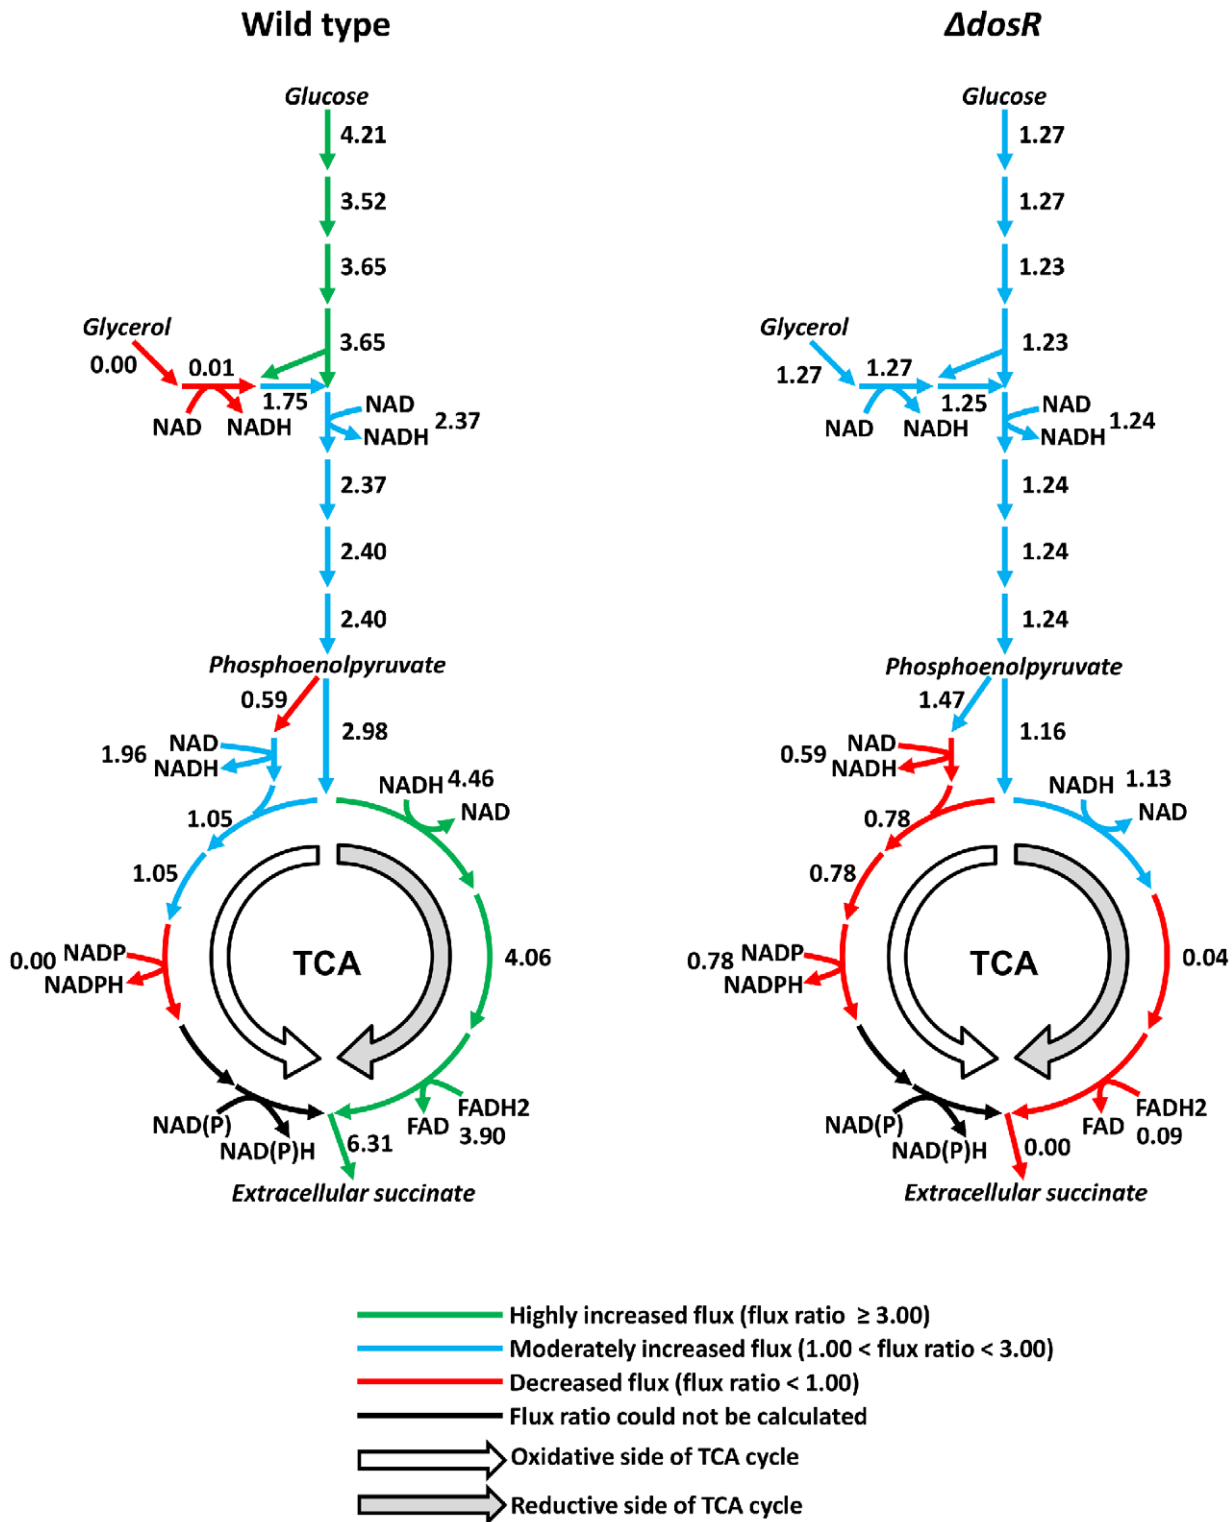 Wild type
Glucose
4.21
3.52
3.65
3.65
Glycerol
0.00
0.01
1.75
NAD
NADH
NAD
NADH
2.37
2.37
2.40
2.40
Phosphoenolpyruvate
0.59
2.98
1.96
NAD
NADH
NADH
4.46
NAD
1.05
1.05
0.00
NADP
NADPH
TCA
4.06
NAD(P)
NAD(P)H
FAD
FADH2
3.90
6.31
Extracellular succinate
ΔdosR
Glucose
1.27
1.27
1.23
1.23
Glycerol
1.27
1.27
1.25
NAD
NADH
NAD
NADH
1.24
1.24
1.24
1.24
Phosphoenolpyruvate
1.47
1.16
0.59
NAD
NADH
NADH
1.13
NAD
0.78
0.78
0.78
NADP
NADPH
TCA
0.04
NAD(P)
NAD(P)H
FAD
FADH2
0.09
0.00
Extracellular succinate
Highly increased flux (flux ratio ≥ 3.00)
Moderately increased flux (1.00 < flux ratio < 3.00)
Decreased flux (flux ratio < 1.00)
Flux ratio could not be calculated
Oxidative side of TCA cycle
Reductive side of TCA cycle